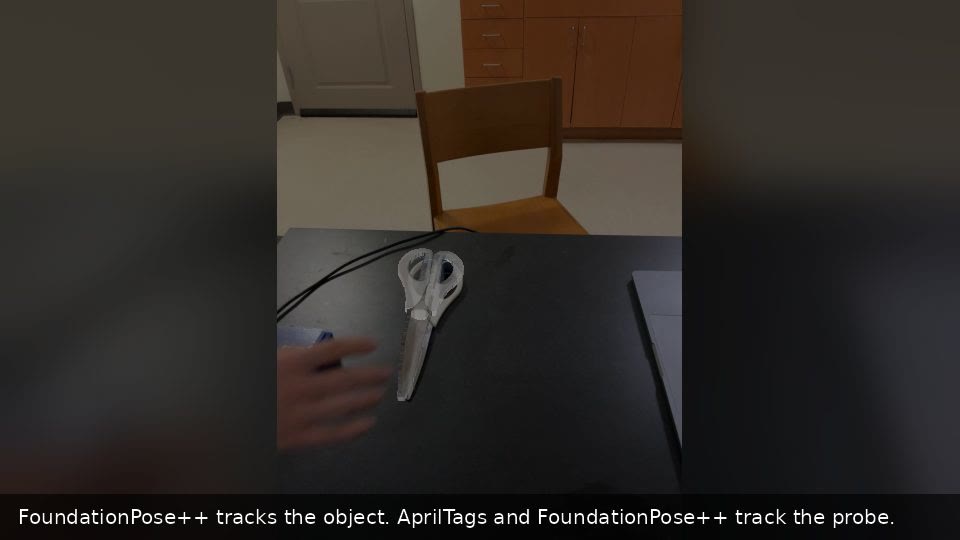 FoundationPose++ tracks the object. AprilTags and FoundationPose++ track the probe.